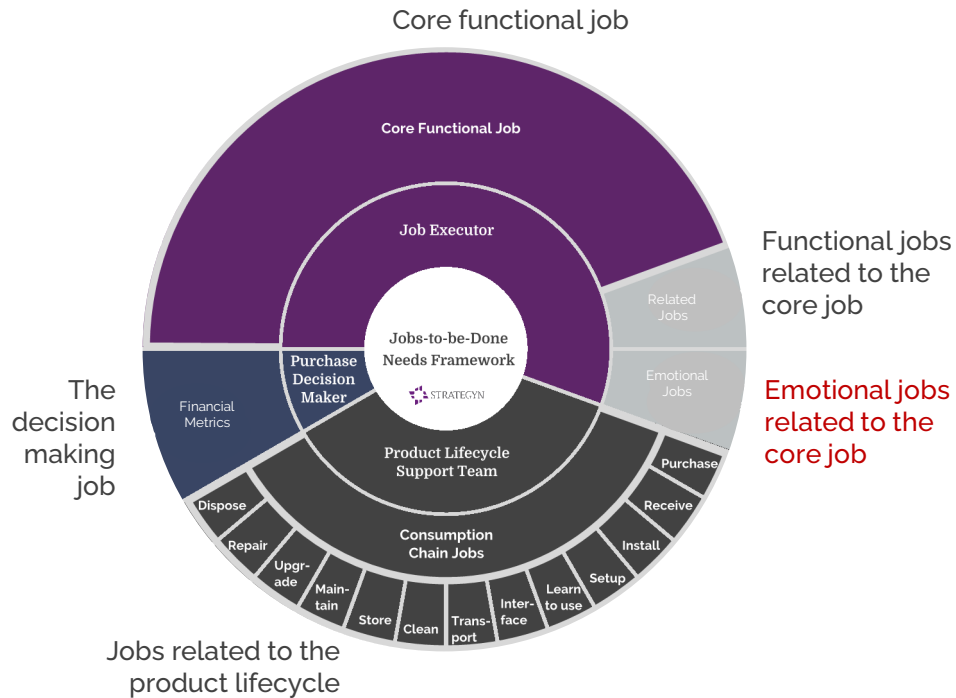 Core functional job
Core Functional Job
Job Executor
Functional jobs
related to the
core job
Related
Jobs
Jobs-to-be-Done
Needs Framework
STRATEGYN
Purchase
Decision
Maker
Emotional
Jobs
Emotional jobs
related to the
core job
The
decision
making
job
Financial
Metrics
Product Lifecycle
Support Team
Consumption
Chain Jobs
Purchase
Receive
Install
Setup
Learn
to use
Inter-
face
Trans-
port
Clean
Store
Main-
tain
Upgr-
ade
Repair
Dispose
Jobs related to the
product lifecycle